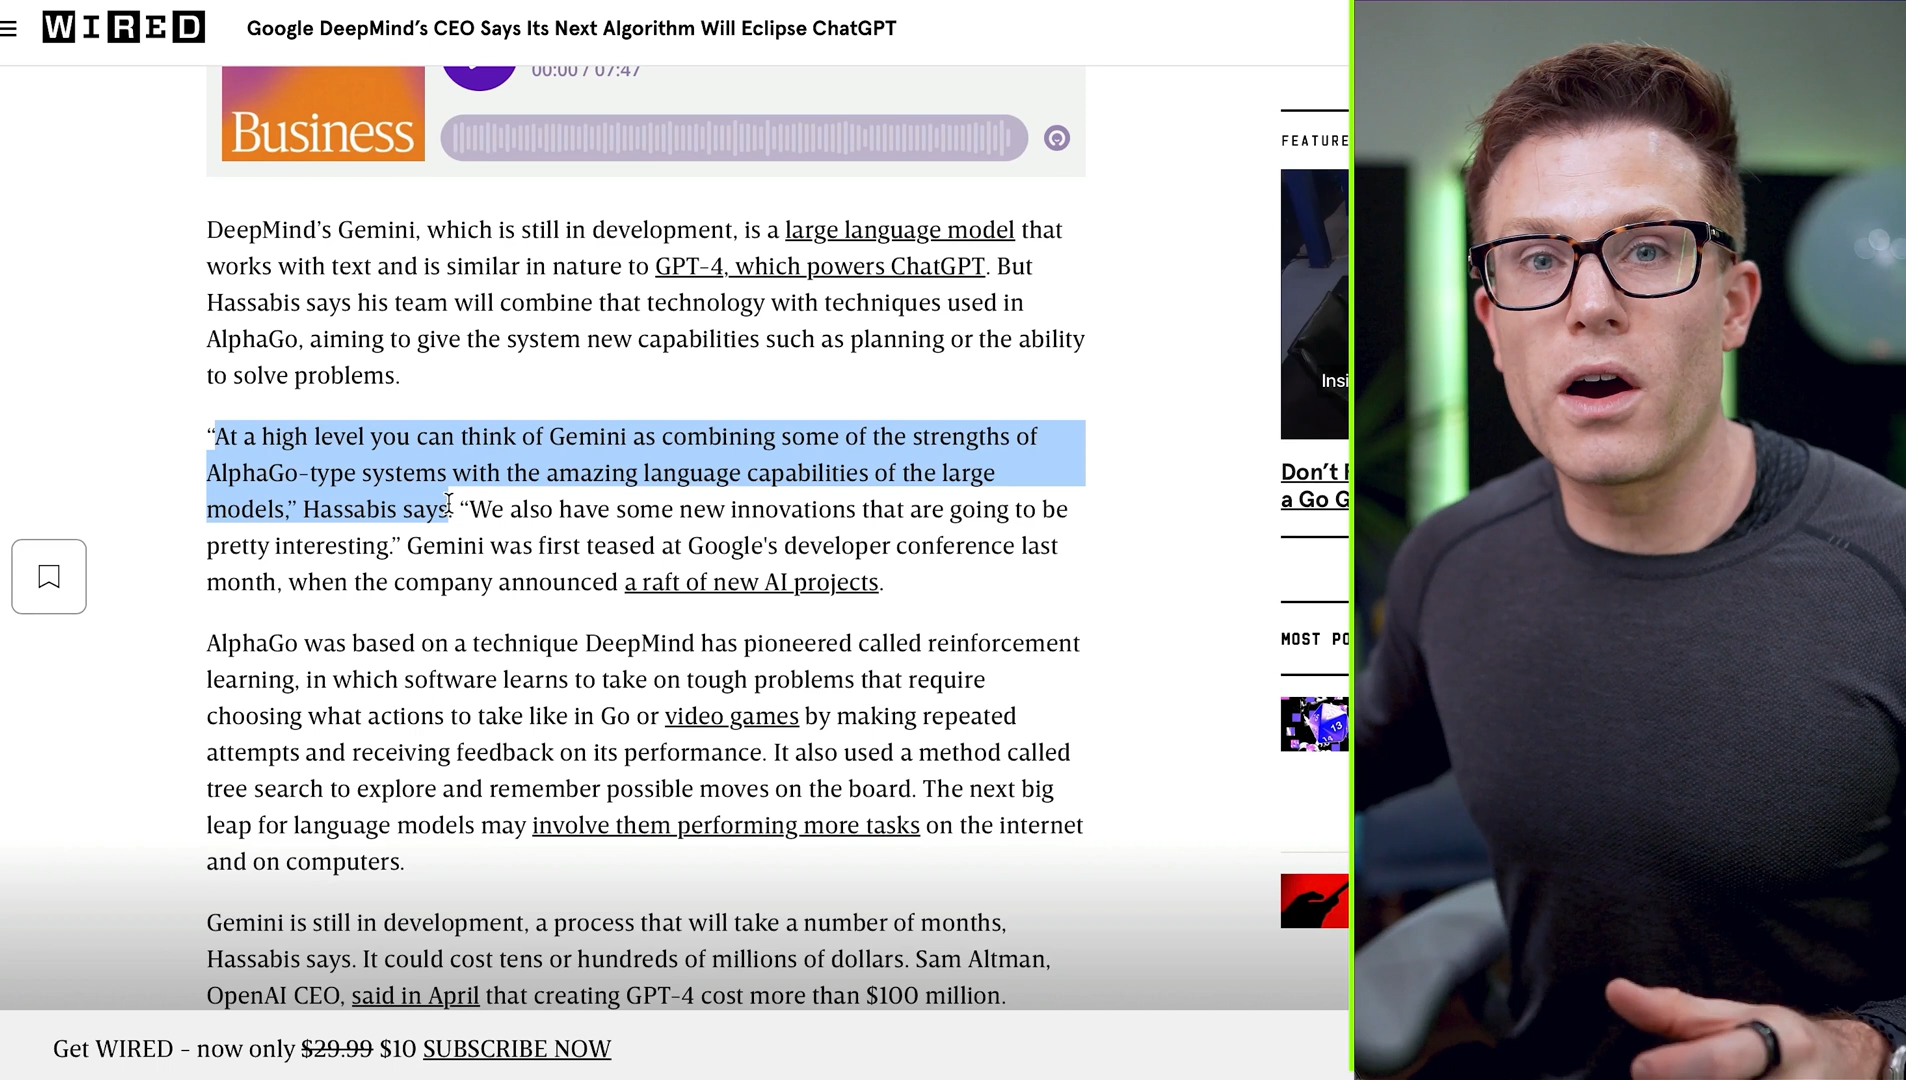 WIRED
Google DeepMind’s CEO Says Its Next Algorithm Will Eclipse ChatGPT
00:00 / 07:47
Business
DeepMind’s Gemini, which is still in development, is a large language model that
works with text and is similar in nature to GPT-4, which powers ChatGPT. But
Hassabis says his team will combine that technology with techniques used in
AlphaGo, aiming to give the system new capabilities such as planning or the ability
to solve problems.
“At a high level you can think of Gemini as combining some of the strengths of
AlphaGo-type systems with the amazing language capabilities of the large
models,” Hassabis says. “We also have some new innovations that are going to be
pretty interesting.” Gemini was first teased at Google's developer conference last
month, when the company announced a raft of new AI projects.
AlphaGo was based on a technique DeepMind has pioneered called reinforcement
learning, in which software learns to take on tough problems that require
choosing what actions to take like in Go or video games by making repeated
attempts and receiving feedback on its performance. It also used a method called
tree search to explore and remember possible moves on the board. The next big
leap for language models may involve them performing more tasks on the internet
and on computers.
Gemini is still in development, a process that will take a number of months,
Hassabis says. It could cost tens or hundreds of millions of dollars. Sam Altman,
OpenAI CEO, said in April that creating GPT-4 cost more than $100 million.
Get WIRED - now only $29.99 $10 SUBSCRIBE NOW
FEATURE
Insi
Don’t
a Go G
MOST PO
13
14